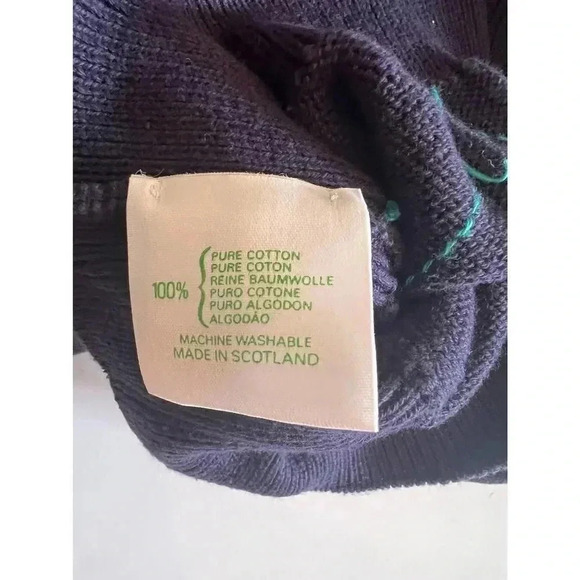 100%
PURE COTTON
PURE COTON
REINE BAUMWOLLE
PURO COTONE
PURO ALGODON
ALGODÃO
MACHINE WASHABLE
MADE IN SCOTLAND